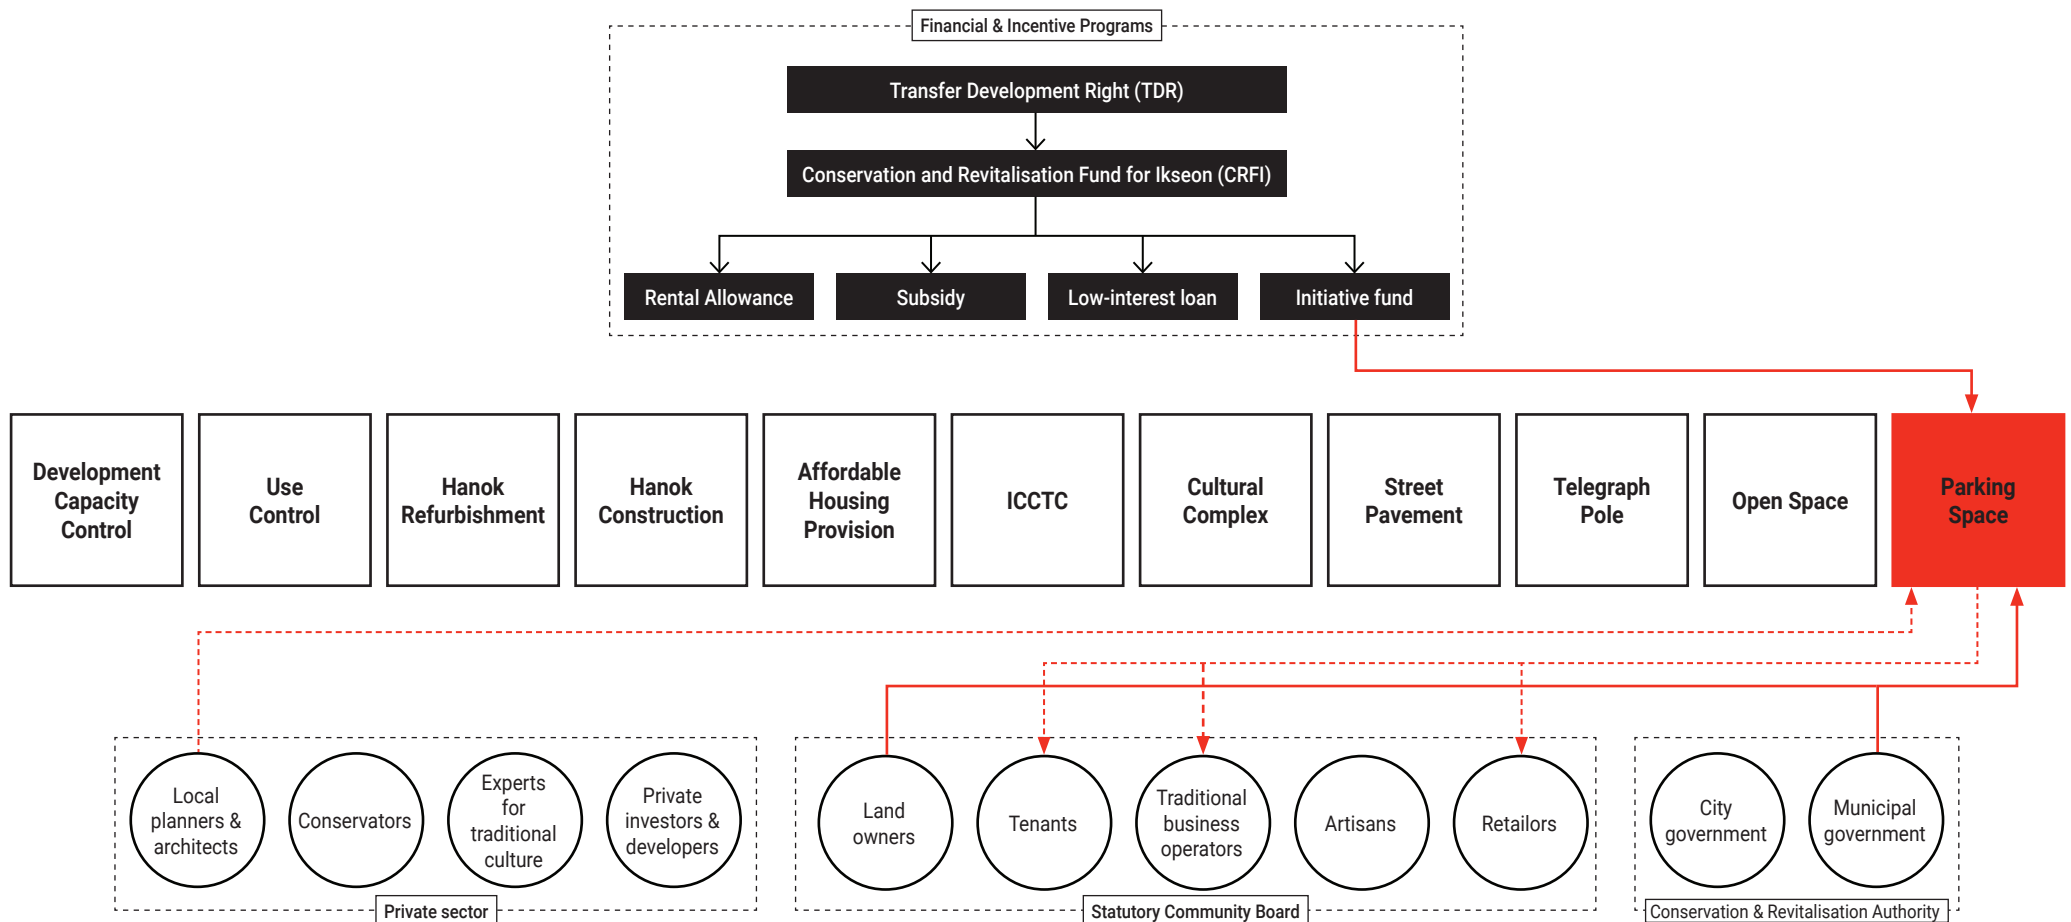 Financial & Incentive Programs
Transfer Development Right (TDR)
Conservation and Revitalisation Fund for Ikseon (CRFI)
Rental Allowance
Subsidy
Low-interest loan
Initiative fund
Development
Capacity
Control
Use
Control
Hanok
Refurbishment
Hanok
Construction
Affordable
Housing
Provision
ICCTC
Cultural
Complex
Street
Pavement
Telegraph
Pole
Open Space
Parking
Space
Local
planners &
architects
Conservators
Experts
for
traditional
culture
Private
investors &
developers
Private sector
Land
owners
Tenants
Traditional
business
operators
Artisans
Retailors
Statutory Community Board
City
government
Municipal
government
Conservation & Revitalisation Authority